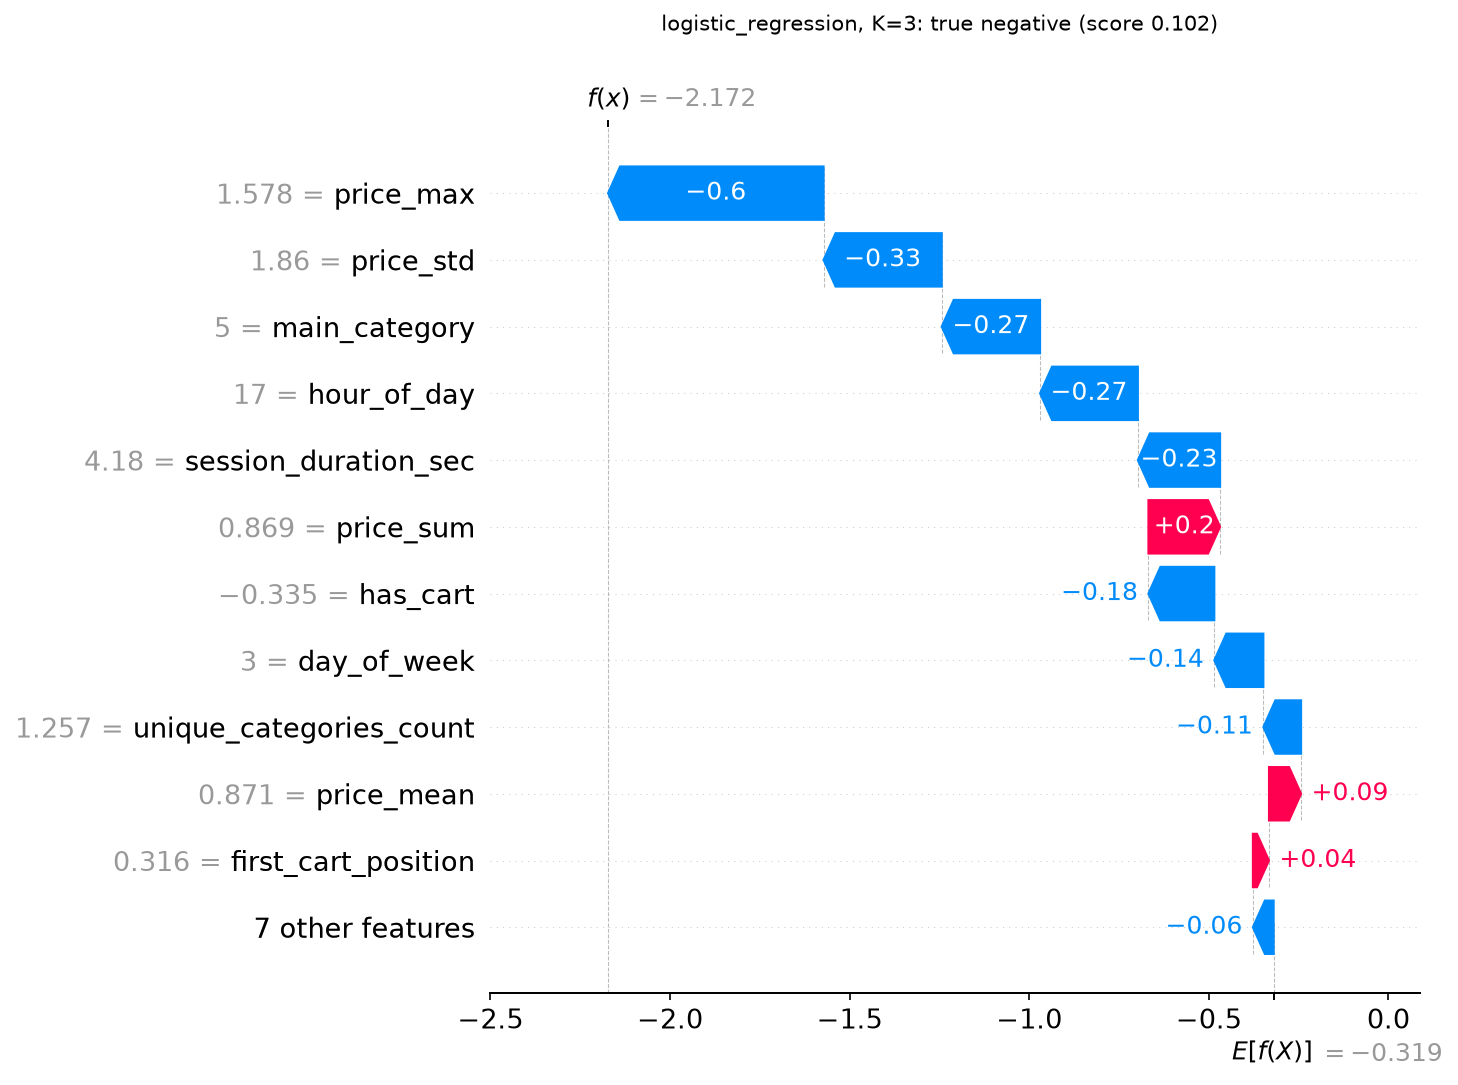 logistic_regression, K=3: true negative (score 0.102)
f(x) = −2.172
1.578 = price_max −0.6
1.86 = price_std −0.33
5 = main_category −0.27
17 = hour_of_day −0.27
4.18 = session_duration_sec −0.23
0.869 = price_sum +0.2
−0.335 = has_cart −0.18
3 = day_of_week −0.14
1.257 = unique_categories_count −0.11
0.871 = price_mean +0.09
0.316 = first_cart_position +0.04
7 other features −0.06
−2.5 −2.0 −1.5 −1.0 −0.5 0.0
E[f(X)] = −0.319